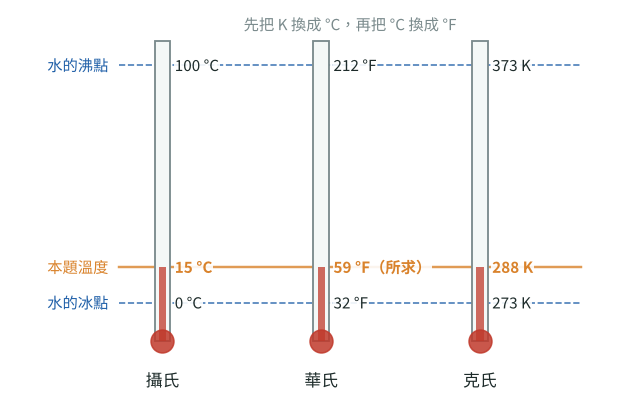 先把 K 換成 °C，再把 °C 換成 °F
水的沸點 100 °C 212 °F 373 K
本題溫度 15 °C 59 °F（所求） 288 K
水的冰點 0 °C 32 °F 273 K
攝氏 華氏 克氏